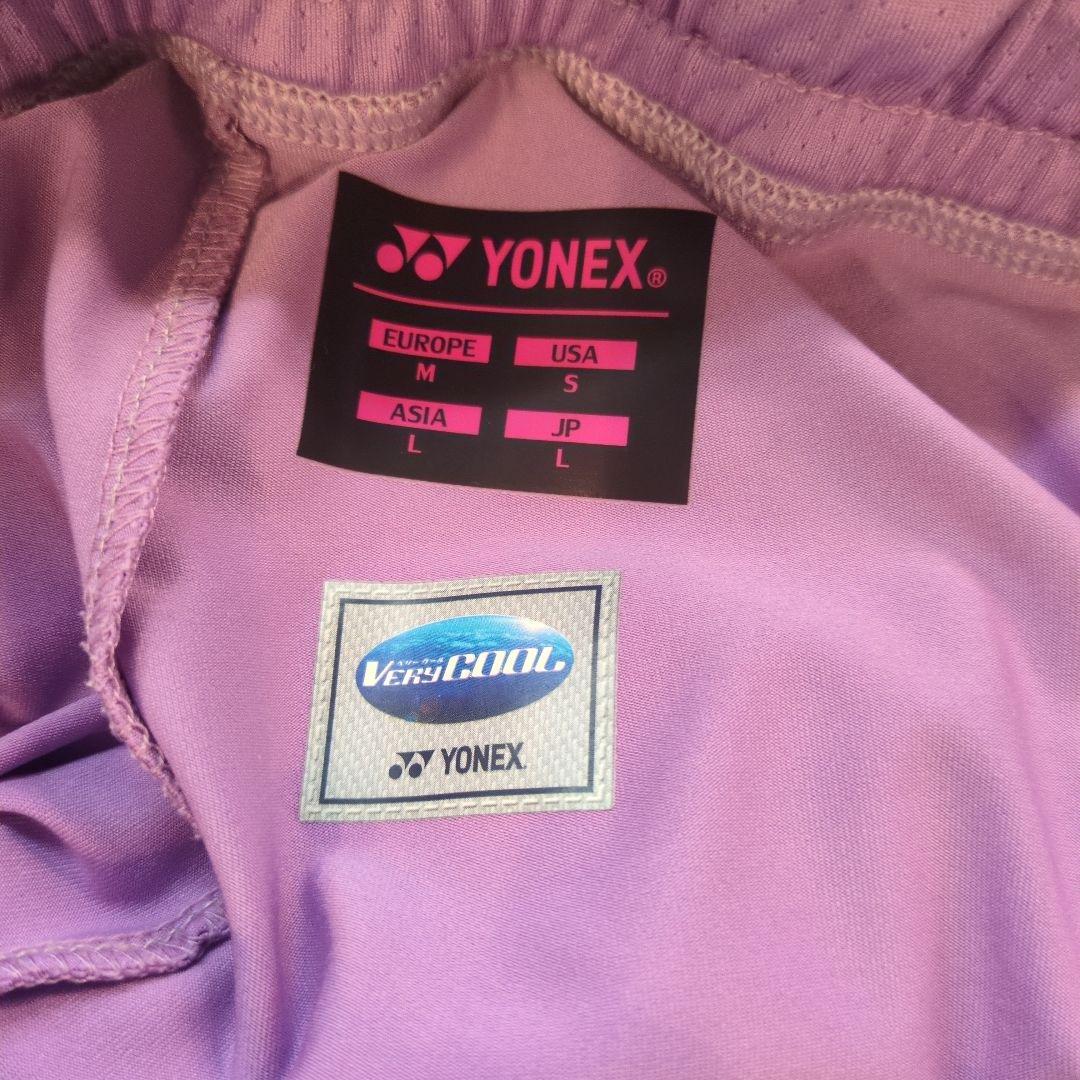 YONEX®
EUROPE USA
M S
ASIA JP
L L
ベリークール
VERYCOOL
YONEX